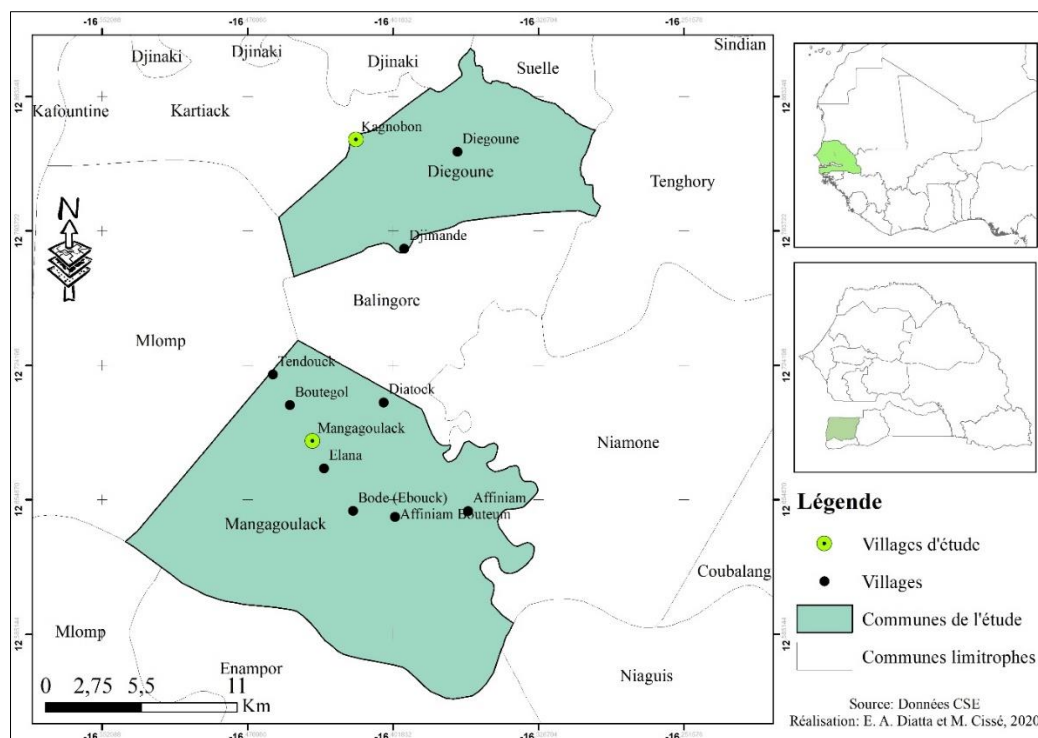 -16
-16
-16
-16
-16
Djinaki
Djinaki
Djinaki
Suelle
Sindian
Kafountine
Kartiack
Kagnobon
Diegoune
Diegoune
Tenghory
N
Djimande
Balingore
Mlomp
Tendouck
Boutegol
Diatock
Mangagoulack
Elana
Niamone
Bode (Ebouck)
Affiniam
Affiniam Bouteum
Mangagoulack
Coubalang
Mlomp
Enampor
Niaguis
0 2,75 5,5 11
Km
12
12
12
12
12
12
12
12
12
12
-16
-16
-16
-16
-16
Légende
Villages d'étude
Villages
Communes de l'étude
Communes limitrophes
Source: Données CSE
Réalisation: E. A. Diatta et M. Cissé, 2020